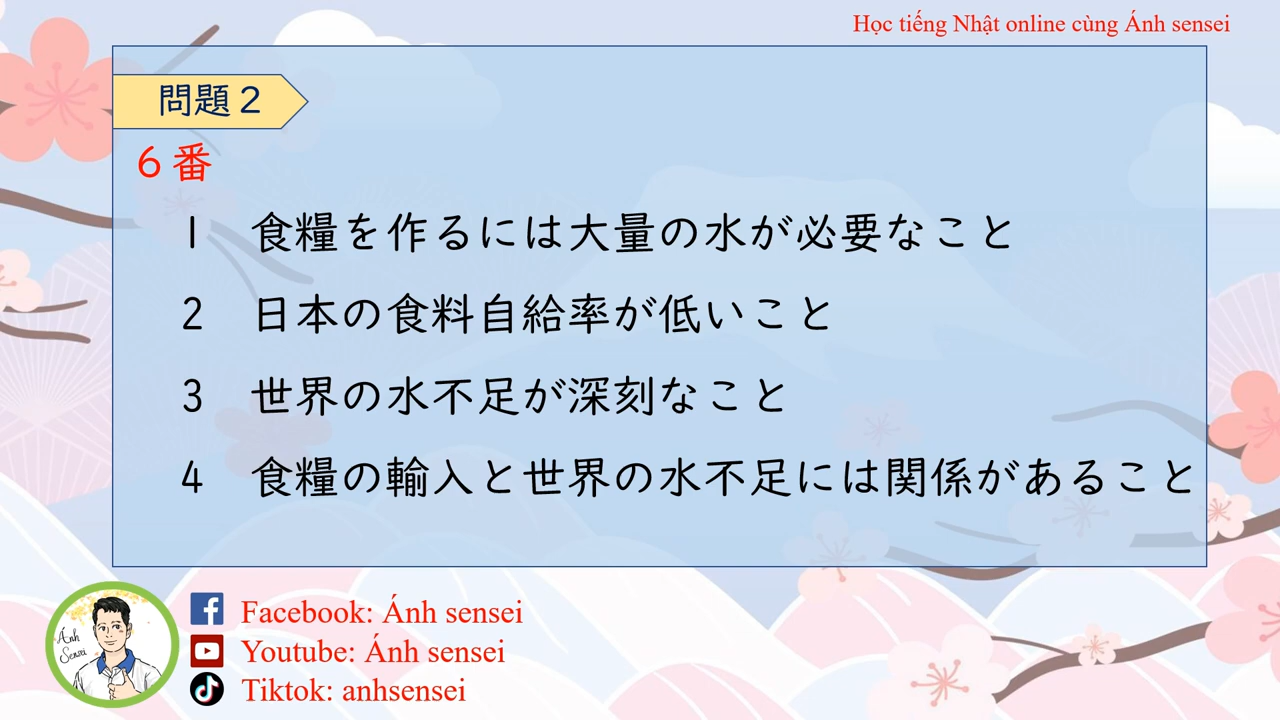 Học tiếng Nhật online cùng Ánh sensei
問題２
６番
1 食糧を作るには大量の水が必要なこと
2 日本の食料自給率が低いこと
3 世界の水不足が深刻なこと
4 食糧の輸入と世界の水不足には関係があること
Ánh
Sensei
Facebook: Ánh sensei
Youtube: Ánh sensei
Tiktok: anhsensei